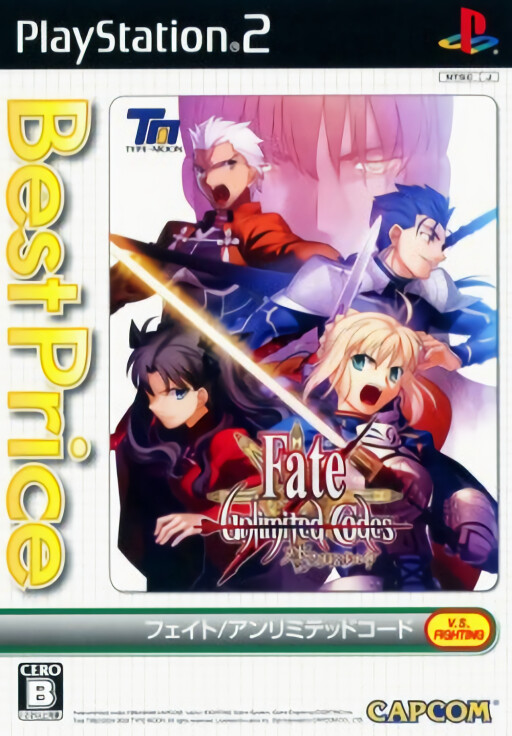 PlayStation®2
NTSC J
Best Price
TM
TYPE-MOON
Fate
Unlimited Codes
フェイト/アンリミテッドコード
V.S.
FIGHTING
CERO
B
CAPCOM®